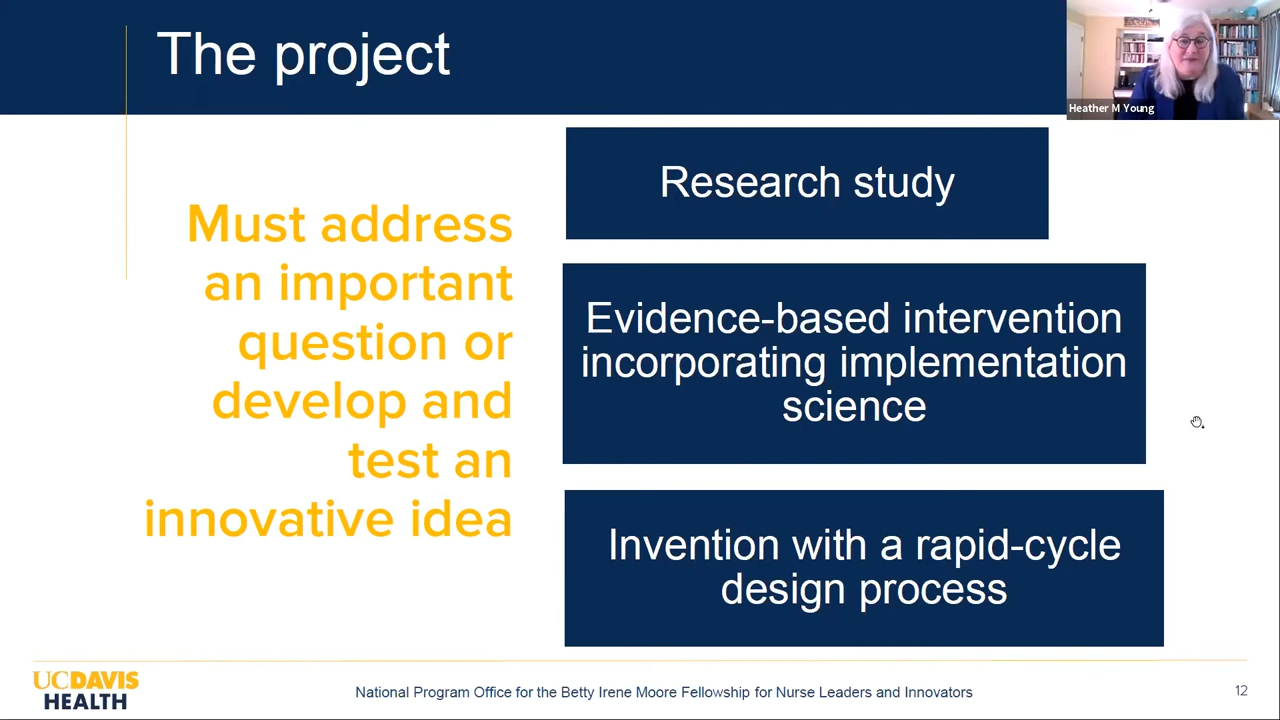 The project
Heather M Young
Must address
an important
question or
develop and
test an
innovative idea
Research study
Evidence-based intervention
incorporating implementation
science
Invention with a rapid-cycle
design process
UCDAVIS
HEALTH
National Program Office for the Betty Irene Moore Fellowship for Nurse Leaders and Innovators
12